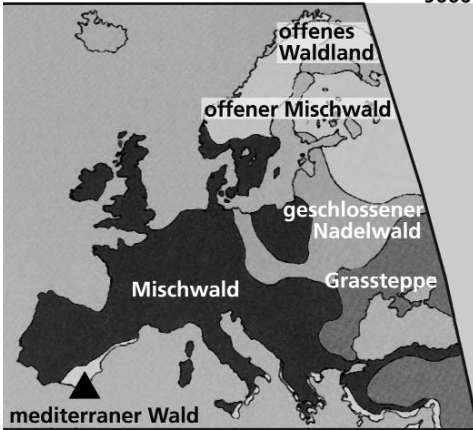 offenes
Waldland
offener Mischwald
geschlossener
Nadelwald
Grassteppe
Mischwald
mediterraner Wald